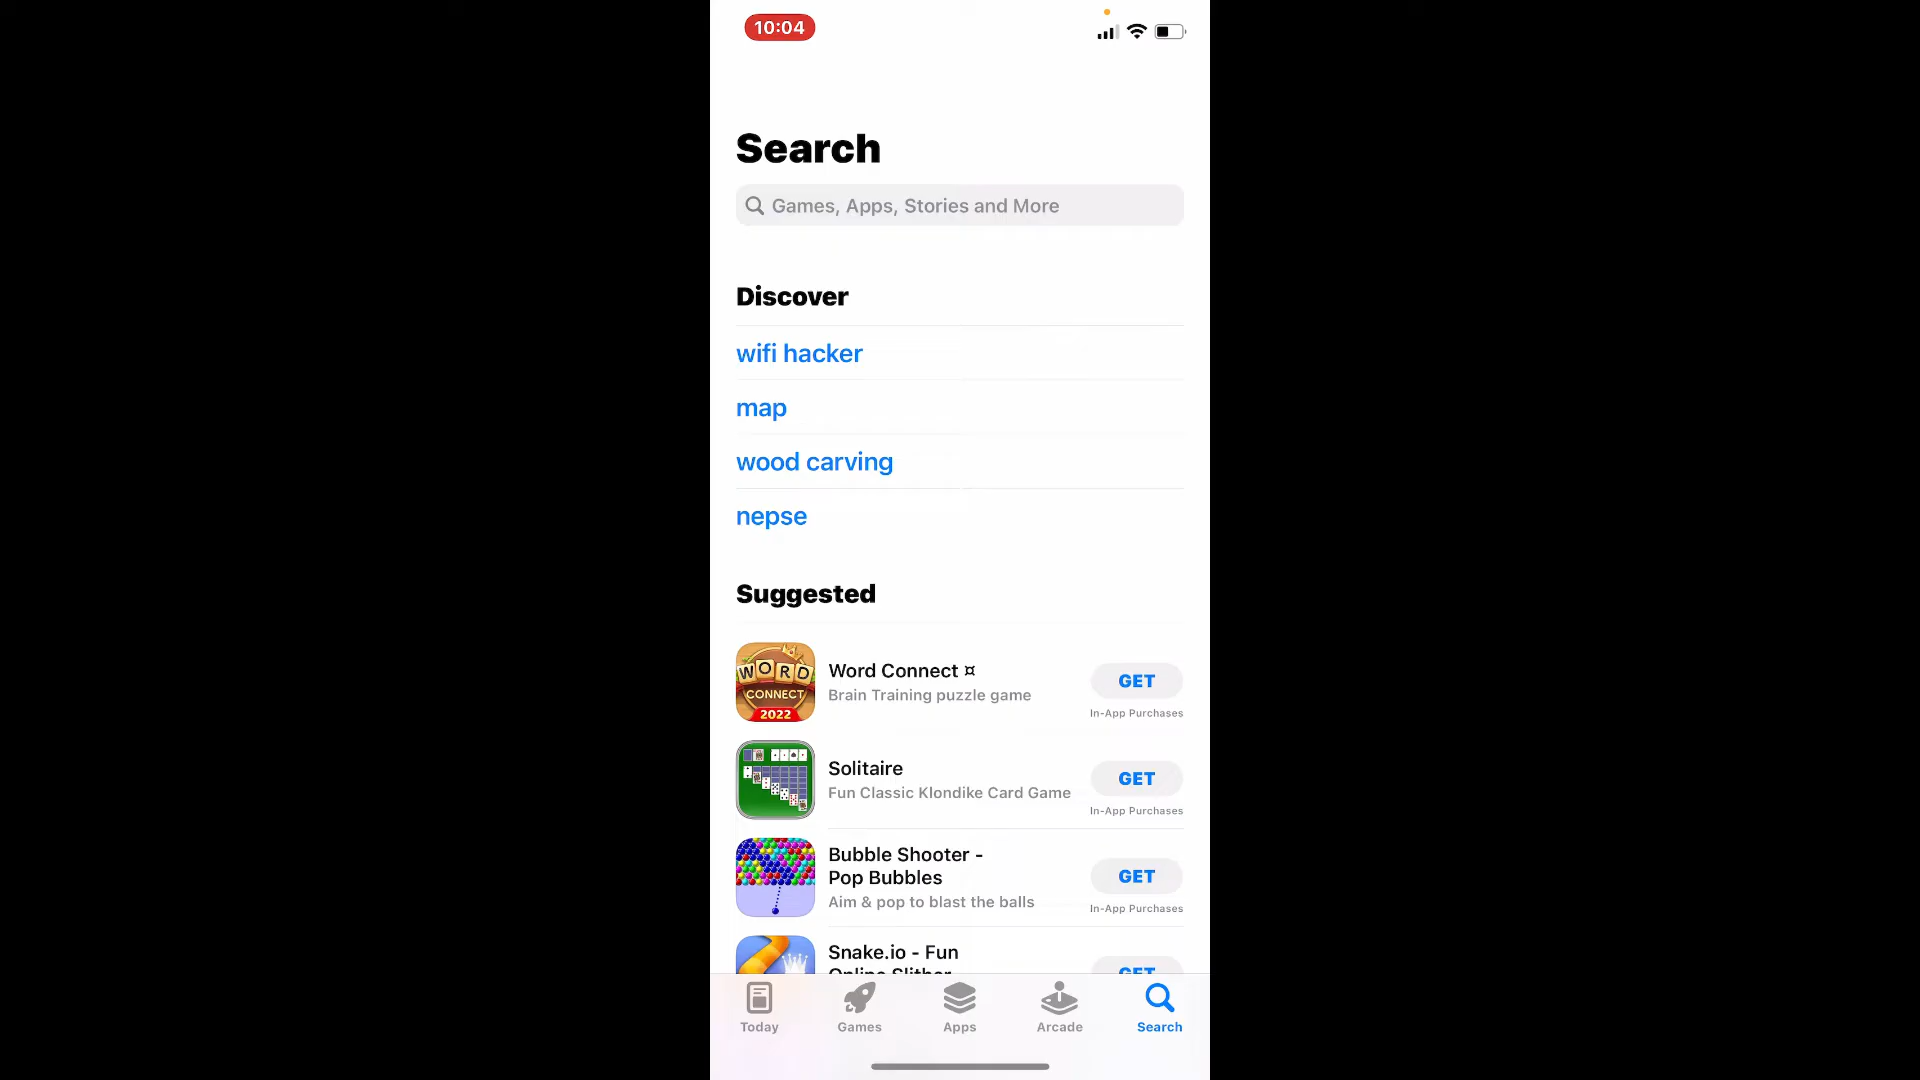 10:04
Search
Games, Apps, Stories and More
Discover
wifi hacker
map
wood carving
nepse
Suggested
WORD
CONNECT
2022
Word Connect ¤
Brain Training puzzle game
GET
In-App Purchases
Solitaire
Fun Classic Klondike Card Game
GET
In-App Purchases
Bubble Shooter -
Pop Bubbles
Aim & pop to blast the balls
GET
In-App Purchases
Snake.io - Fun
Online Slither
GET
Today
Games
Apps
Arcade
Search